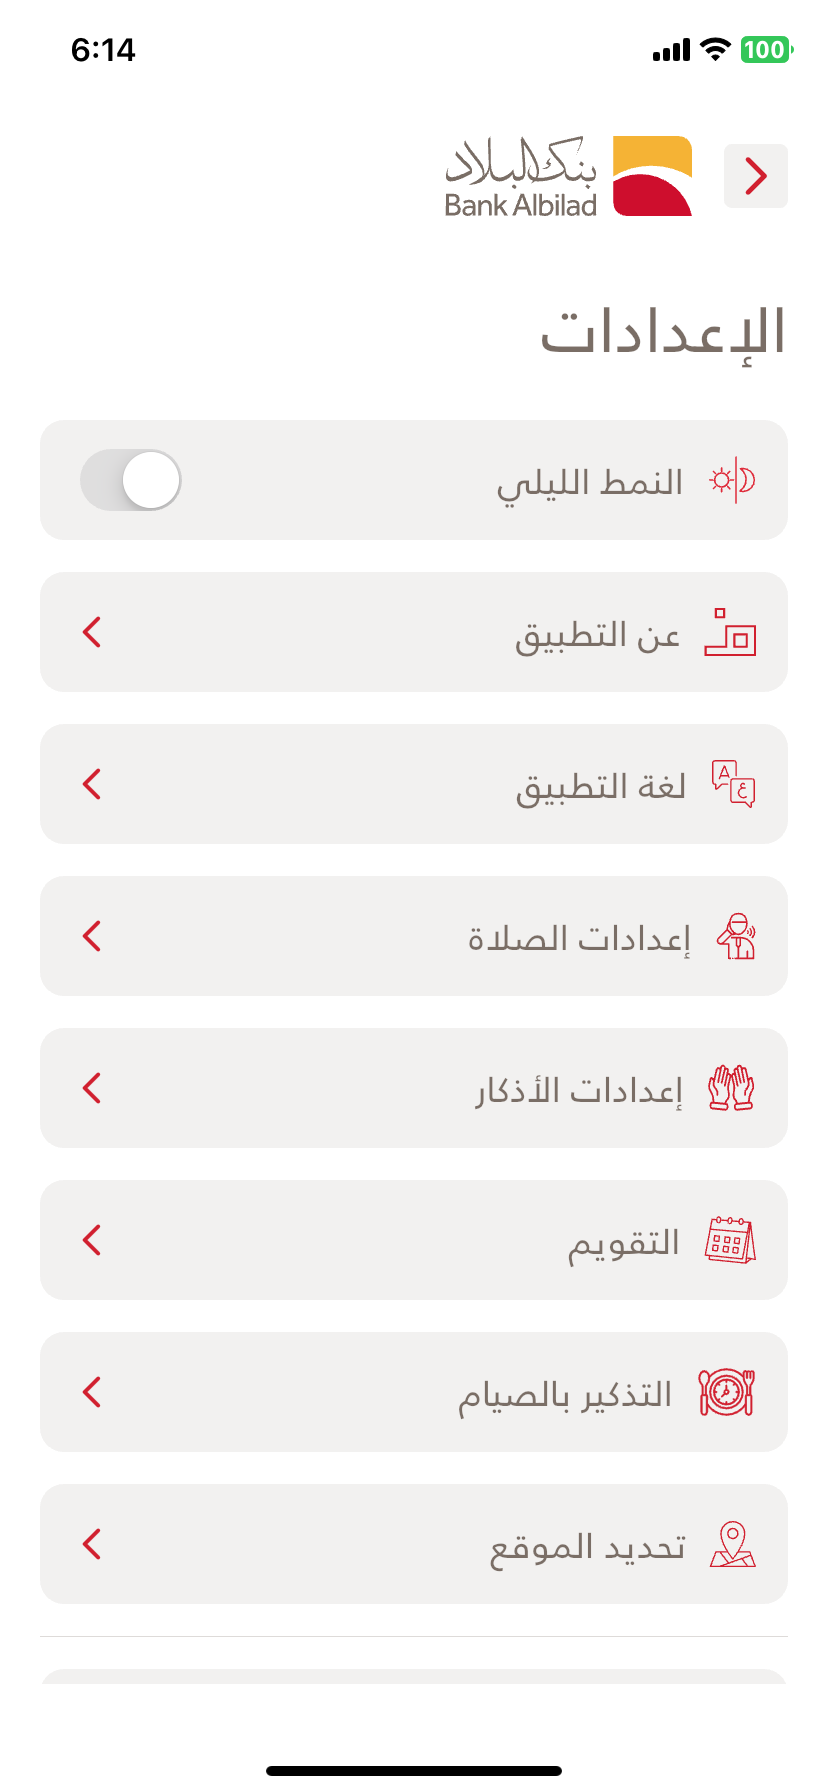 6:14
100
بنك البلاد
Bank Albilad
الإعدادات
النمط الليلي
عن التطبيق
لغة التطبيق
A
ع
إعدادات الصلاة
إعدادات الأذكار
التقويم
التذكير بالصيام
تحديد الموقع